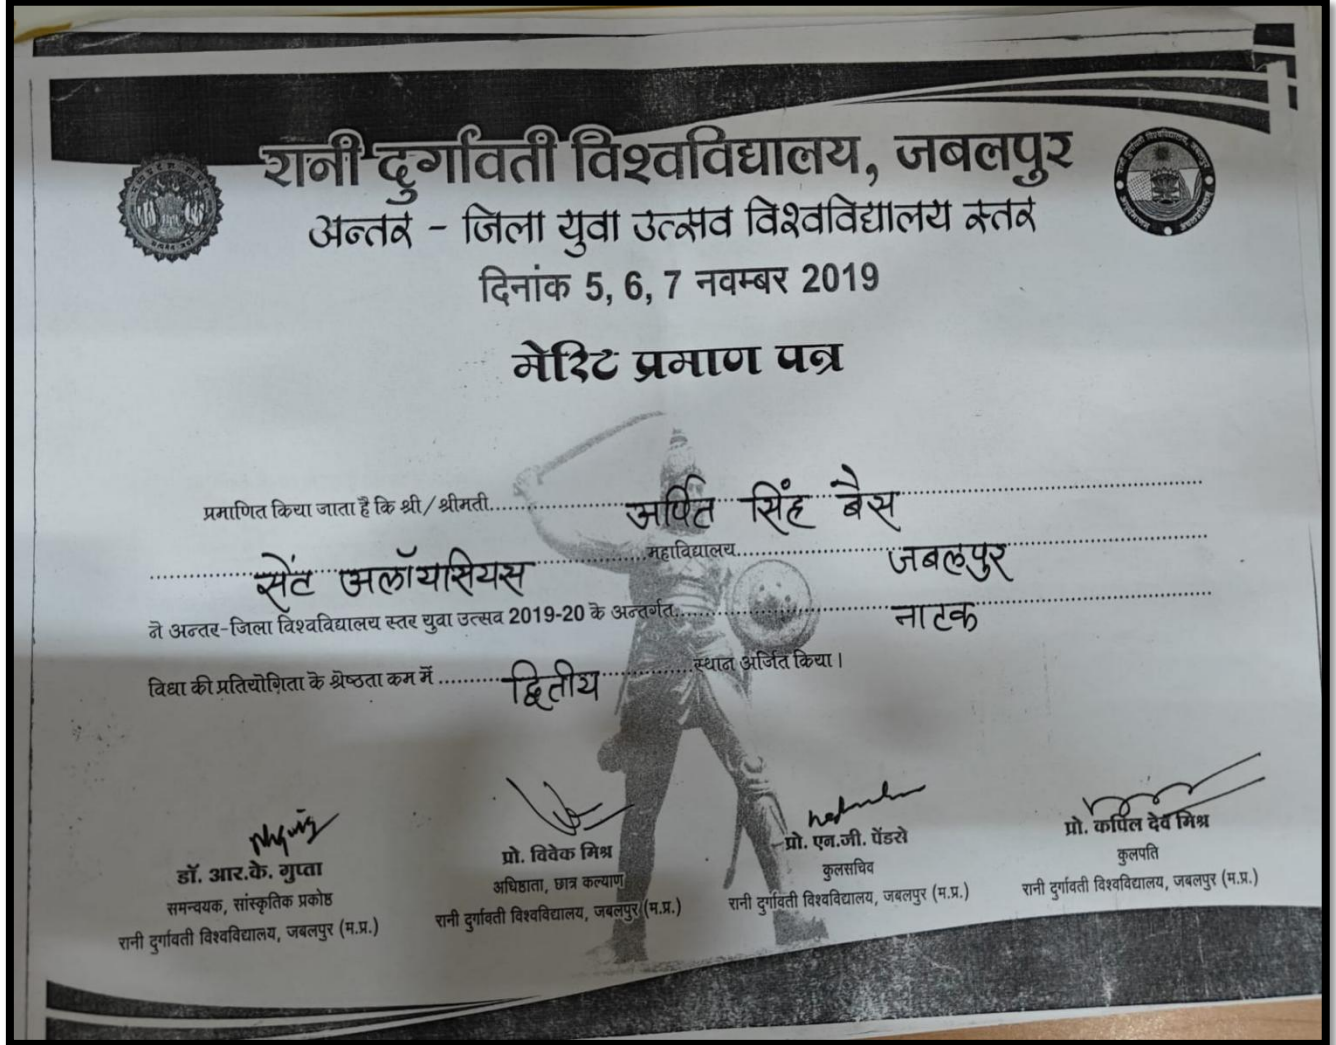 रानी दुर्गावती विश्वविद्यालय, जबलपुर
अन्तर - जिला युवा उत्सव विश्वविद्यालय स्तर
दिनांक 5, 6, 7 नवम्बर 2019
मेरिट प्रमाण पत्र
प्रमाणित किया जाता है कि श्री/श्रीमती अर्पित सिंह बैस
सेंट अलॉयसियस महाविद्यालय जबलपुर
ने अन्तर-जिला विश्वविद्यालय स्तर युवा उत्सव 2019-20 के अन्तर्गत नाटक
विधा की प्रतियोगिता के श्रेष्ठता कम में द्वितीय स्थान अर्जित किया।
डॉ. आर.के. गुप्ता
समन्वयक, सांस्कृतिक प्रकोष्ठ
रानी दुर्गावती विश्वविद्यालय, जबलपुर (म.प्र.)
प्रो. विवेक मिश्र
अधिष्ठाता, छात्र कल्याण
रानी दुर्गावती विश्वविद्यालय, जबलपुर (म.प्र.)
प्रो. एन.जी. पेंडसे
कुलसचिव
रानी दुर्गावती विश्वविद्यालय, जबलपुर (म.प्र.)
प्रो. कपिल देव मिश्र
कुलपति
रानी दुर्गावती विश्वविद्यालय, जबलपुर (म.प्र.)